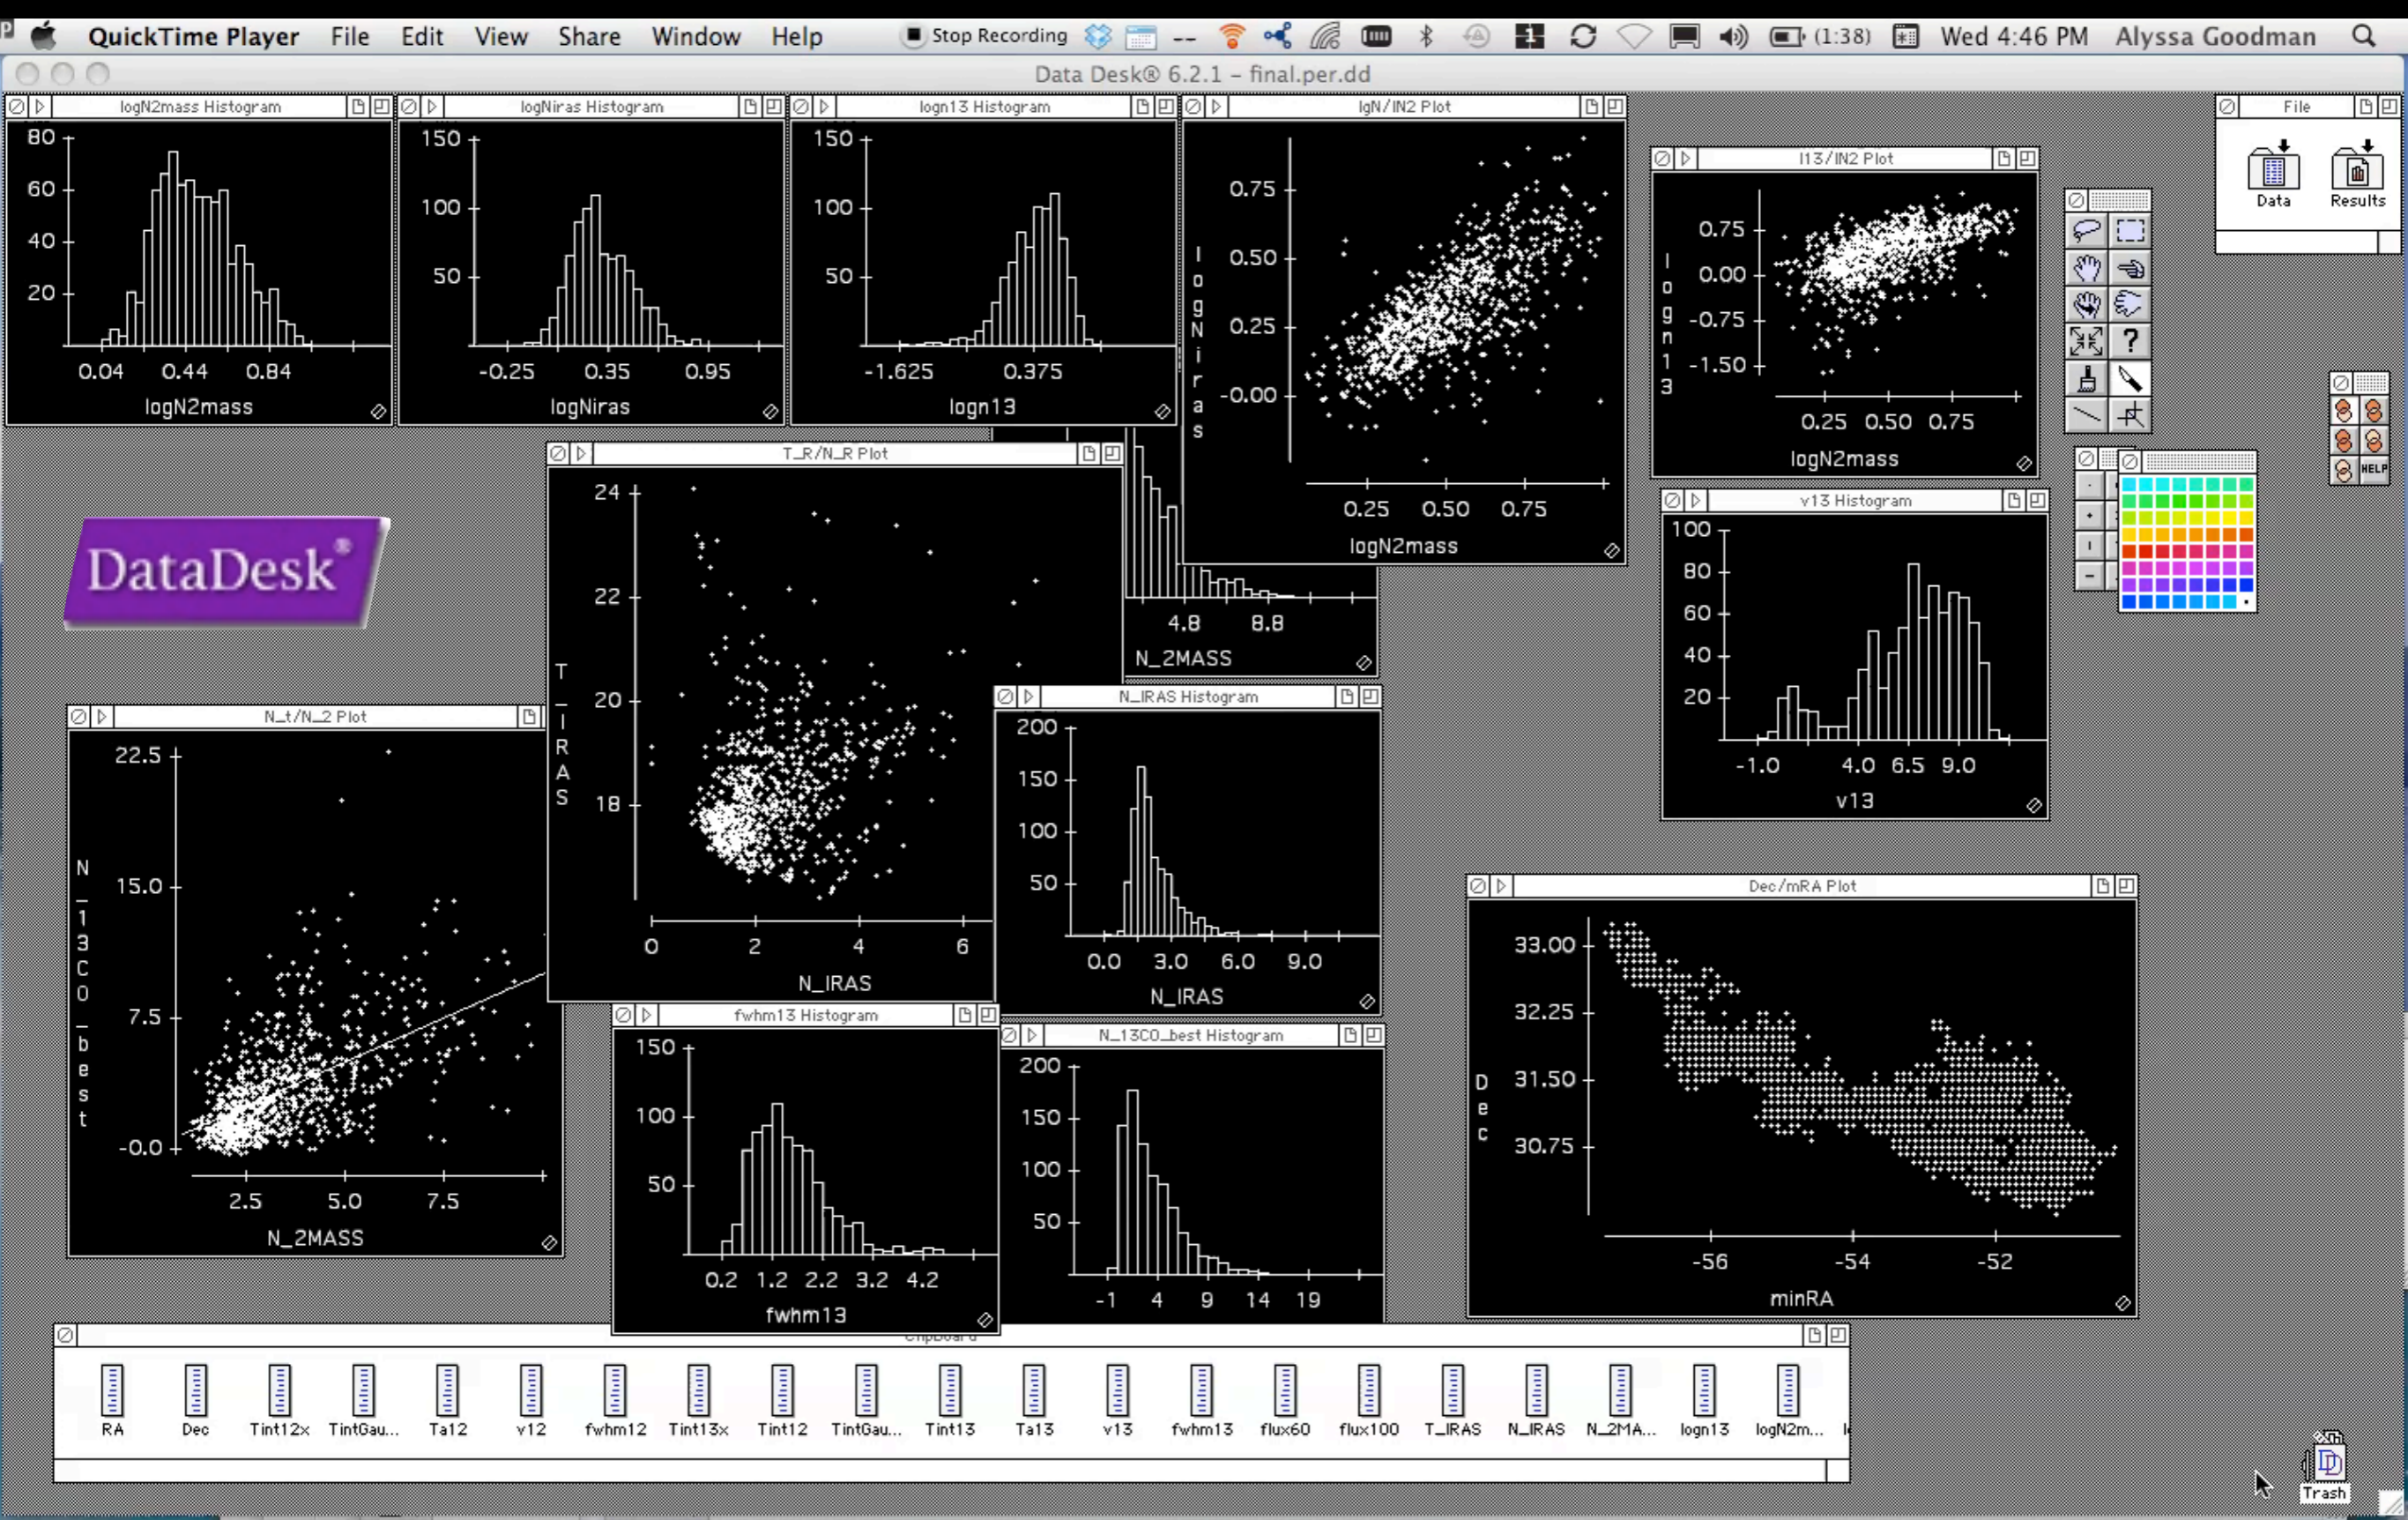 QuickTime Player File Edit View Share Window Help Stop Recording -- 1 (1:38) Wed 4:46 PM Alyssa Goodman
Data Desk® 6.2.1 – final.per.dd
logN2mass Histogram
80
60
40
20
0.04 0.44 0.84
logN2mass
logNiras Histogram
150
100
50
-0.25 0.35 0.95
logNiras
logn13 Histogram
150
100
50
-1.625 0.375
logn13
lgN/lN2 Plot
logNiras
0.75
0.50
0.25
-0.00
0.25 0.50 0.75
logN2mass
l13/lN2 Plot
logn13
0.75
0.00
-0.75
-1.50
0.25 0.50 0.75
logN2mass
File
Data Results
?
HELP
DataDesk®
T_R/N_R Plot
T_IRAS
24
22
20
18
0 2 4 6
N_IRAS
4.8 8.8
N_2MASS
v13 Histogram
100
80
60
40
20
-1.0 4.0 6.5 9.0
v13
N_t/N_2 Plot
N_13CO_best
22.5
15.0
7.5
-0.0
2.5 5.0 7.5
N_2MASS
N_IRAS Histogram
200
150
100
50
0.0 3.0 6.0 9.0
N_IRAS
fwhm13 Histogram
150
100
50
0.2 1.2 2.2 3.2 4.2
fwhm13
N_13CO_best Histogram
200
150
100
50
-1 4 9 14 19
Dec/mRA Plot
Dec
33.00
32.25
31.50
30.75
-56 -54 -52
minRA
Clipboard
RA Dec Tint12x TintGau... Ta12 v12 fwhm12 Tint13x Tint12 TintGau... Tint13 Ta13 v13 fwhm13 flux60 flux100 T_IRAS N_IRAS N_2MA... logn13 logN2m...
Trash